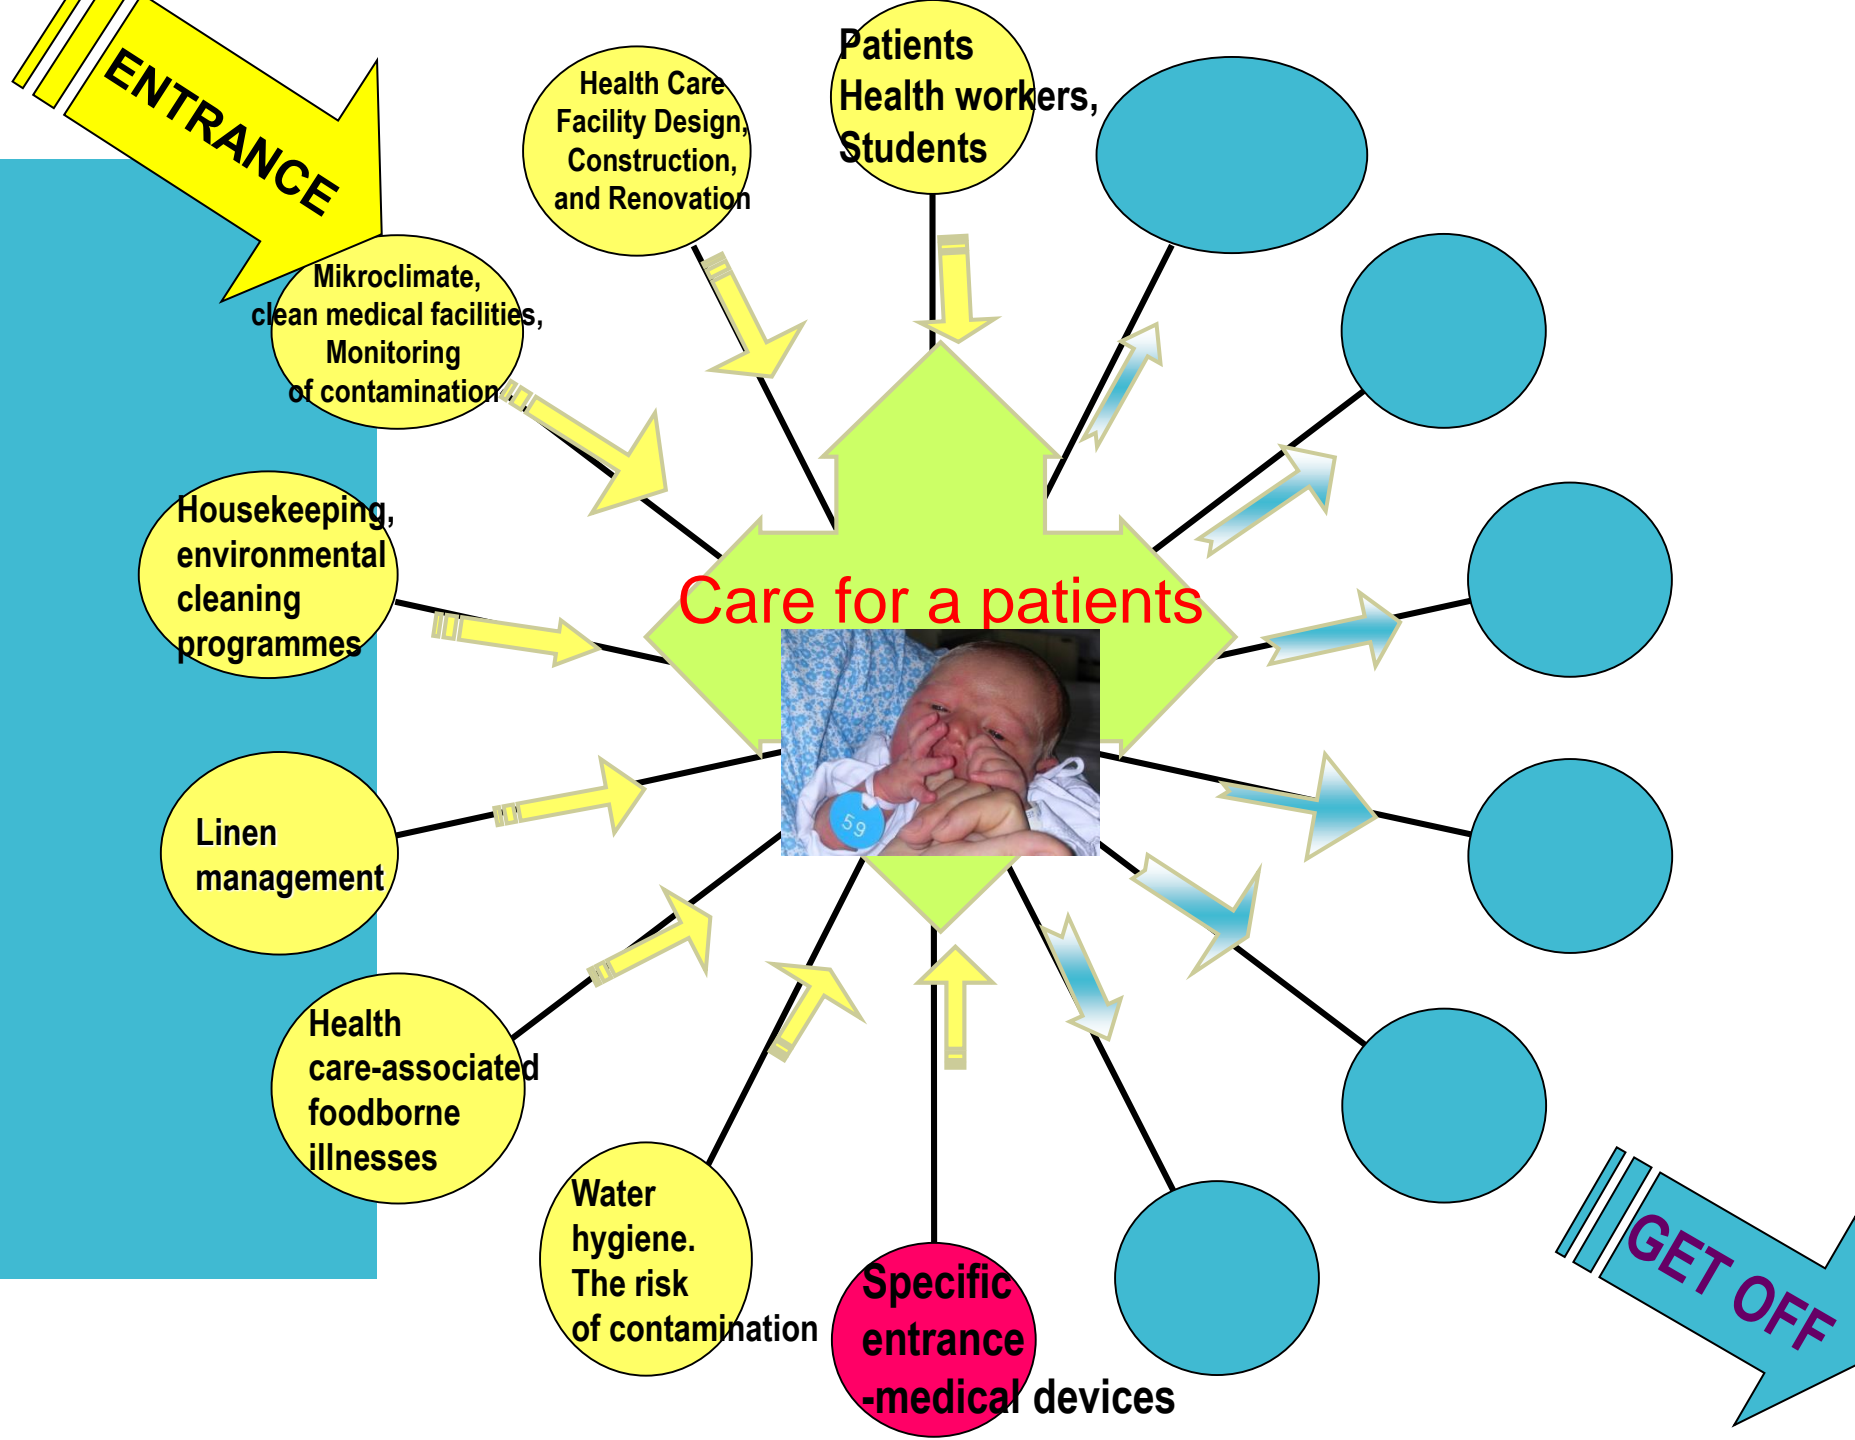 ENTRANCE
Health Care
Facility Design,
Construction,
and Renovation
Patients
Health workers,
Students
Mikroclimate,
clean medical facilities,
Monitoring
of contamination
Housekeeping,
environmental
cleaning
programmes
Care for a patients
59
Linen
management
Health
care-associated
foodborne
illnesses
Water
hygiene.
The risk
of contamination
Specific
entrance
-medical devices
GET OFF